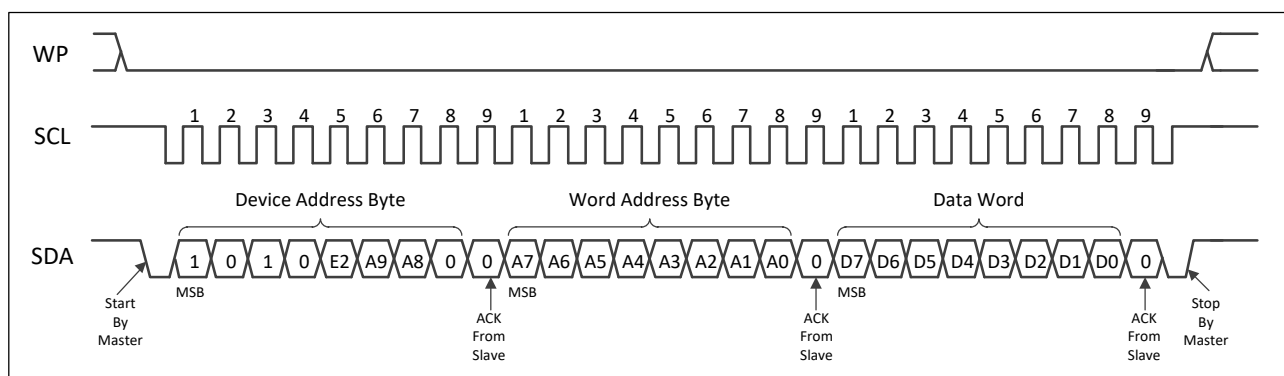 WP
1 2 3 4 5 6 7 8 9 1 2 3 4 5 6 7 8 9 1 2 3 4 5 6 7 8 9
SCL
Device Address Byte Word Address Byte Data Word
SDA 1 0 1 0 E2 A9 A8 0 0 A7 A6 A5 A4 A3 A2 A1 A0 0 D7 D6 D5 D4 D3 D2 D1 D0 0
MSB MSB MSB
Start
By
Master
ACK
From
Slave
ACK
From
Slave
ACK
From
Slave
Stop
By
Master